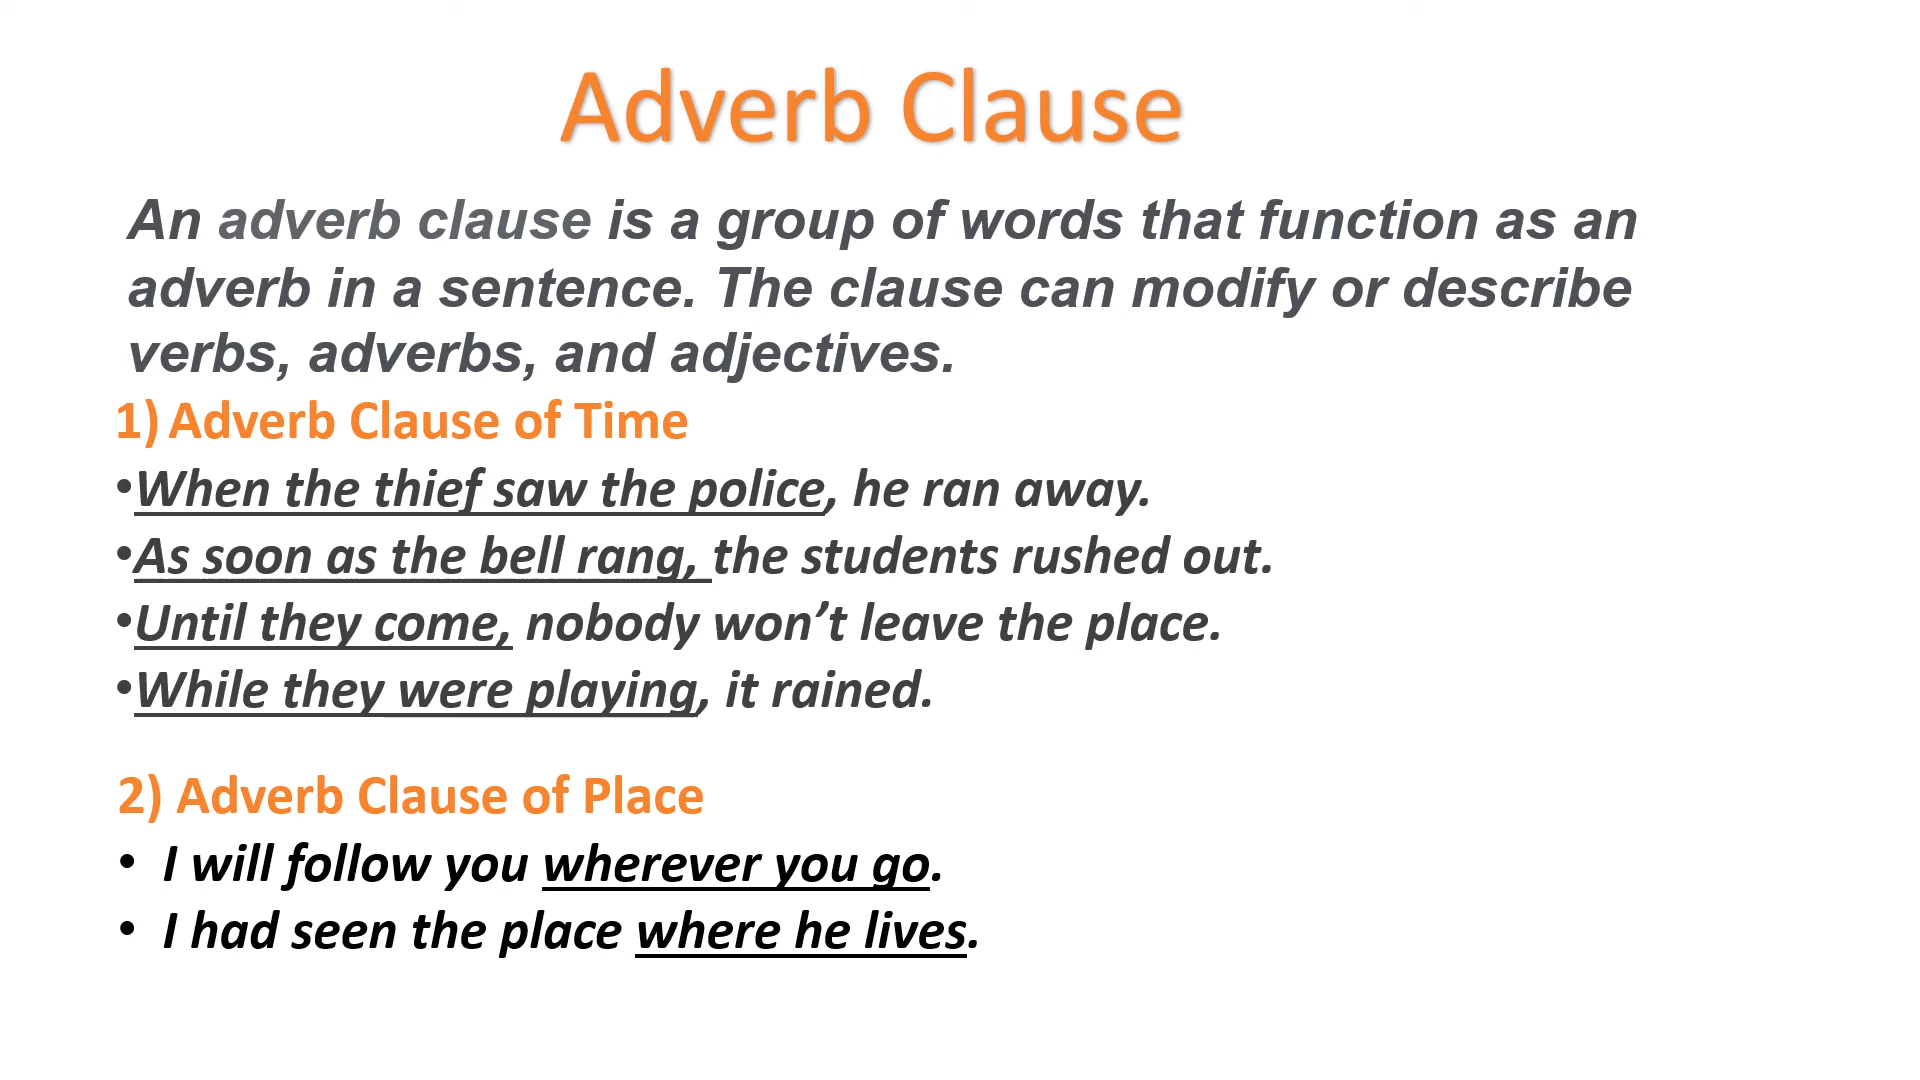 Adverb Clause
An adverb clause is a group of words that function as an
adverb in a sentence. The clause can modify or describe
verbs, adverbs, and adjectives.
1) Adverb Clause of Time
•When the thief saw the police, he ran away.
•As soon as the bell rang, the students rushed out.
•Until they come, nobody won’t leave the place.
•While they were playing, it rained.
2) Adverb Clause of Place
• I will follow you wherever you go.
• I had seen the place where he lives.